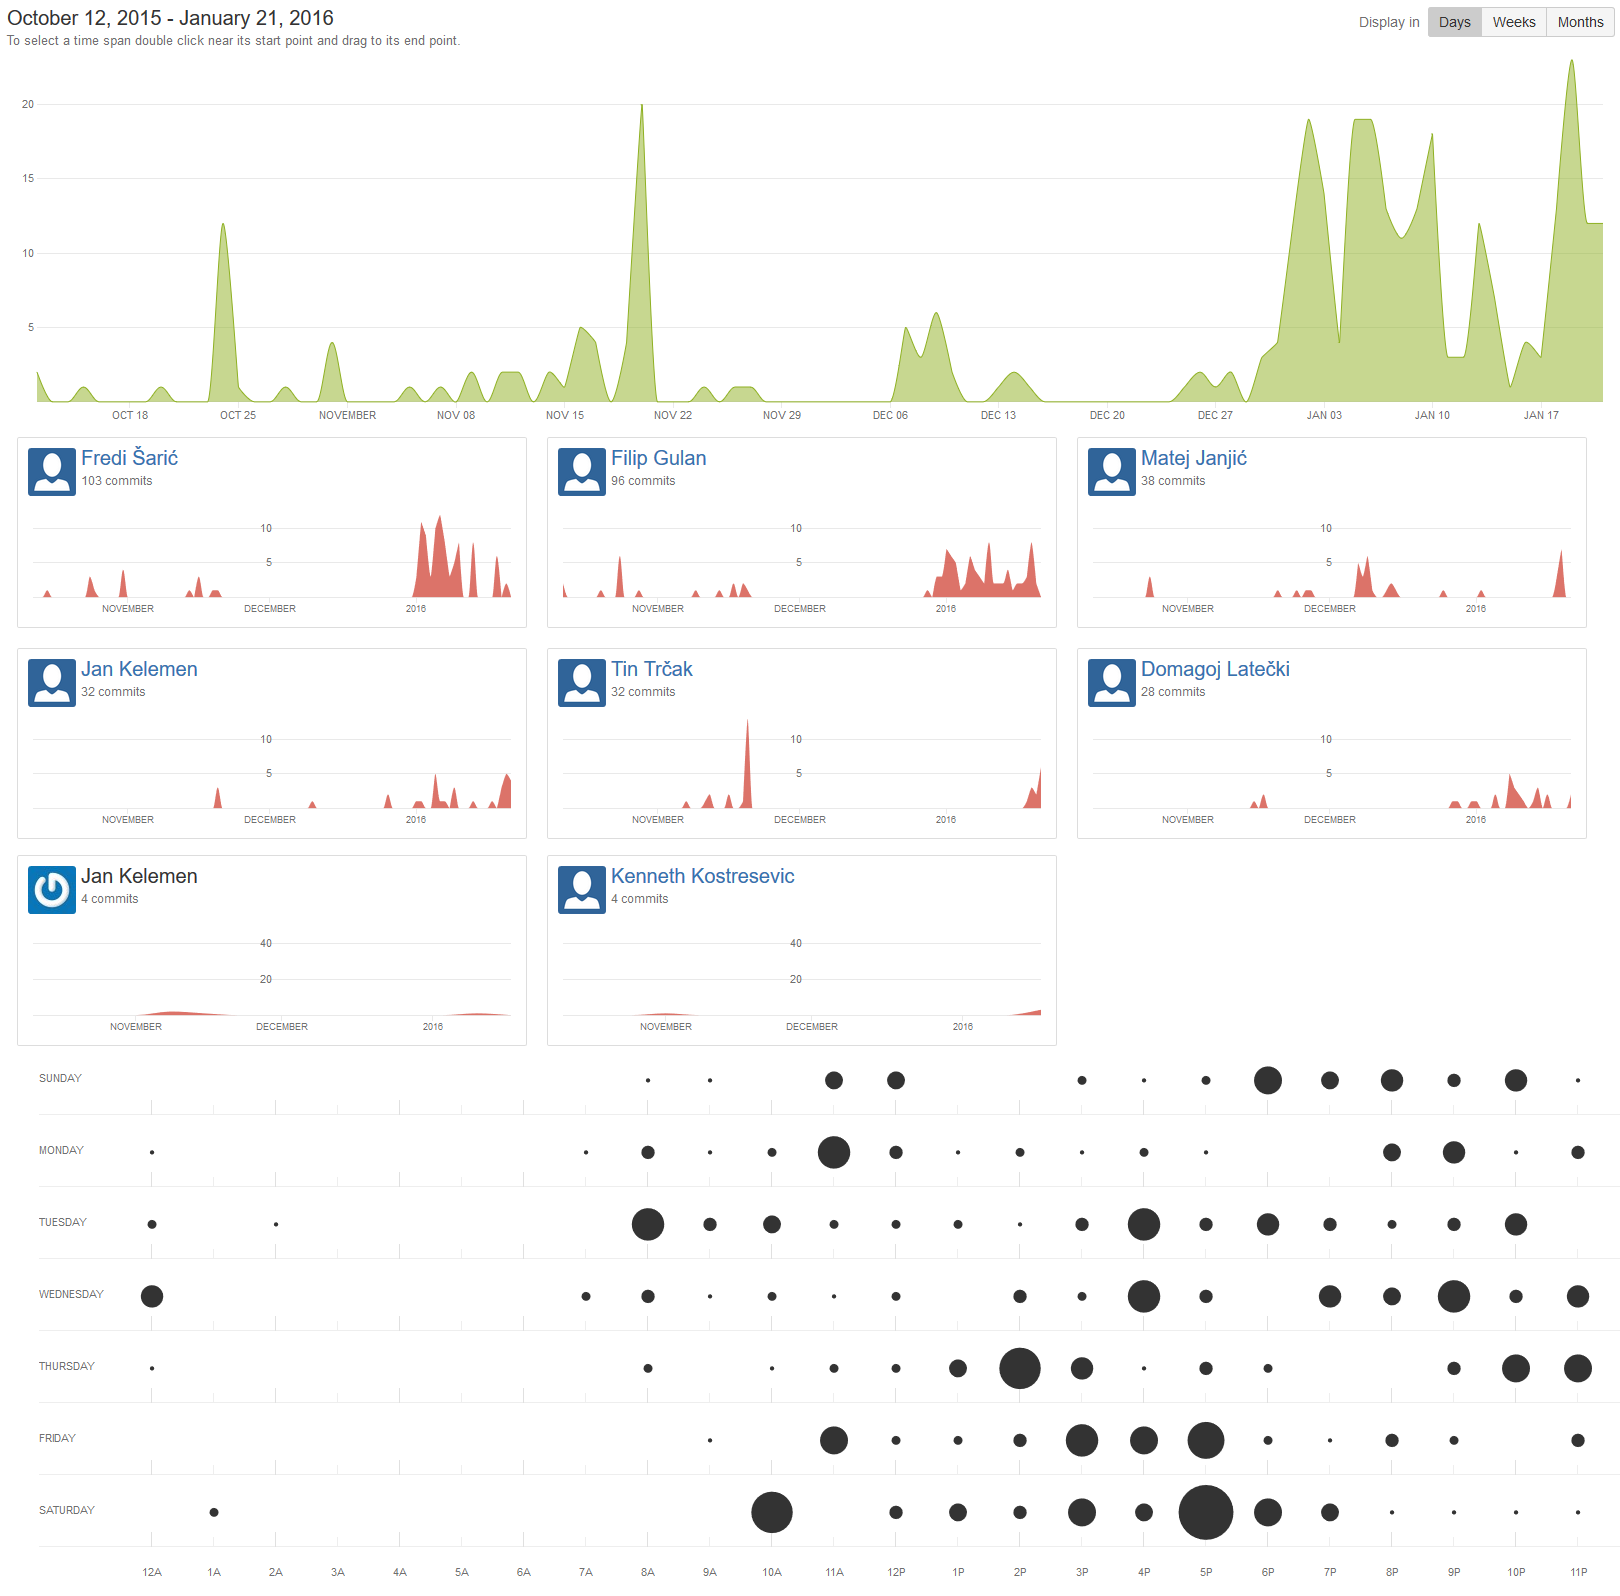 October 12, 2015 - January 21, 2016
Display in Days Weeks Months
To select a time span double click near its start point and drag to its end point.
20
15
10
5
OCT 18 OCT 25 NOVEMBER NOV 08 NOV 15 NOV 22 NOV 29 DEC 06 DEC 13 DEC 20 DEC 27 JAN 03 JAN 10 JAN 17
Fredi Šarić
103 commits
10
5
NOVEMBER DECEMBER 2016
Filip Gulan
96 commits
10
5
NOVEMBER DECEMBER 2016
Matej Janjić
38 commits
10
5
NOVEMBER DECEMBER 2016
Jan Kelemen
32 commits
10
5
NOVEMBER DECEMBER 2016
Tin Trčak
32 commits
10
5
NOVEMBER DECEMBER 2016
Domagoj Latečki
28 commits
10
5
NOVEMBER DECEMBER 2016
Jan Kelemen
4 commits
40
20
NOVEMBER DECEMBER 2016
Kenneth Kostresevic
4 commits
40
20
NOVEMBER DECEMBER 2016
SUNDAY
MONDAY
TUESDAY
WEDNESDAY
THURSDAY
FRIDAY
SATURDAY
12A 1A 2A 3A 4A 5A 6A 7A 8A 9A 10A 11A 12P 1P 2P 3P 4P 5P 6P 7P 8P 9P 10P 11P